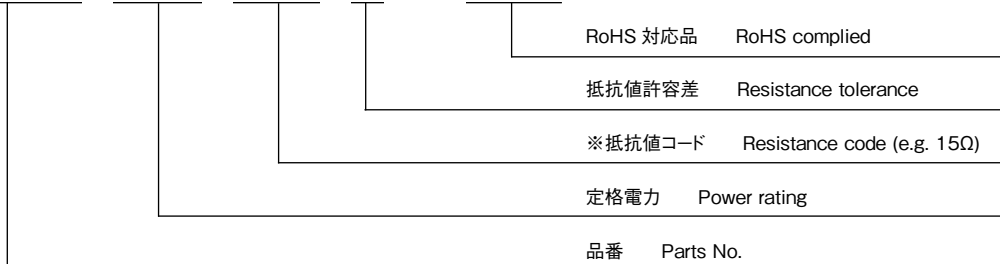 RoHS 対応品 RoHS complied
抵抗値許容差 Resistance tolerance
※抵抗値コード Resistance code (e.g. 15Ω)
定格電力 Power rating
品番 Parts No.